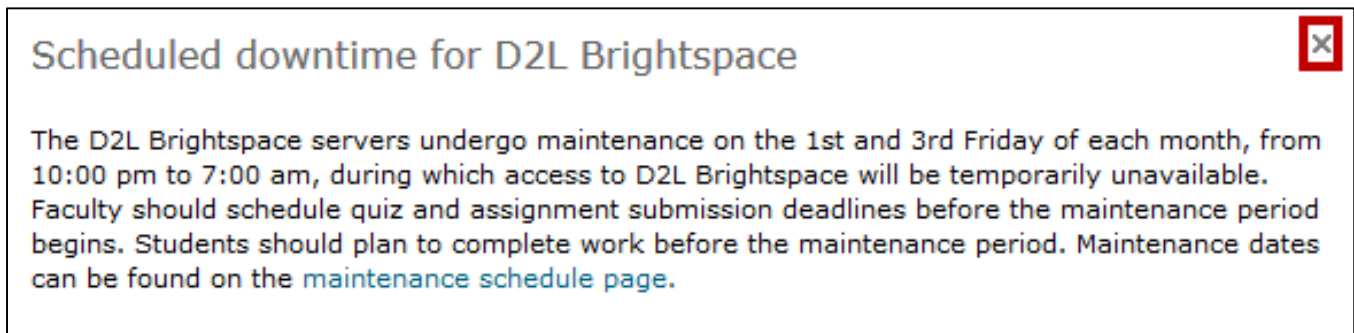 Scheduled downtime for D2L Brightspace
The D2L Brightspace servers undergo maintenance on the 1st and 3rd Friday of each month, from
10:00 pm to 7:00 am, during which access to D2L Brightspace will be temporarily unavailable.
Faculty should schedule quiz and assignment submission deadlines before the maintenance period
begins. Students should plan to complete work before the maintenance period. Maintenance dates
can be found on the maintenance schedule page.